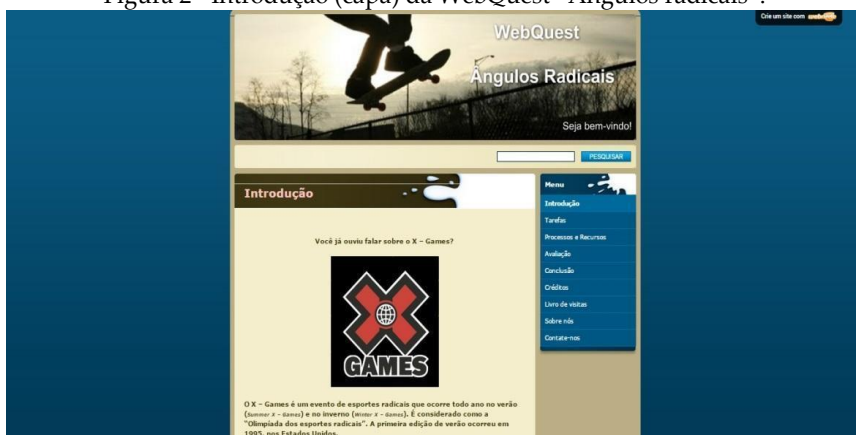 Figura 2 - Introdução (capa) da WebQuest "Ângulos radicais".
Crie um site com
WebQuest
Ângulos Radicais
Seja bem-vindo!
PESQUISAR
Introdução
Você já ouviu falar sobre o X – Games?
X
GAMES
O X – Games é um evento de esportes radicais que ocorre todo ano no verão
(Summer X – Games) e no inverno (Winter X – Games). É considerado como a
"Olimpíada dos esportes radicais". A primeira edição de verão ocorreu em
1995, nos Estados Unidos.
Menu
Introdução
Tarefas
Processos e Recursos
Avaliação
Conclusão
Créditos
Livro de visitas
Sobre nós
Contate-nos